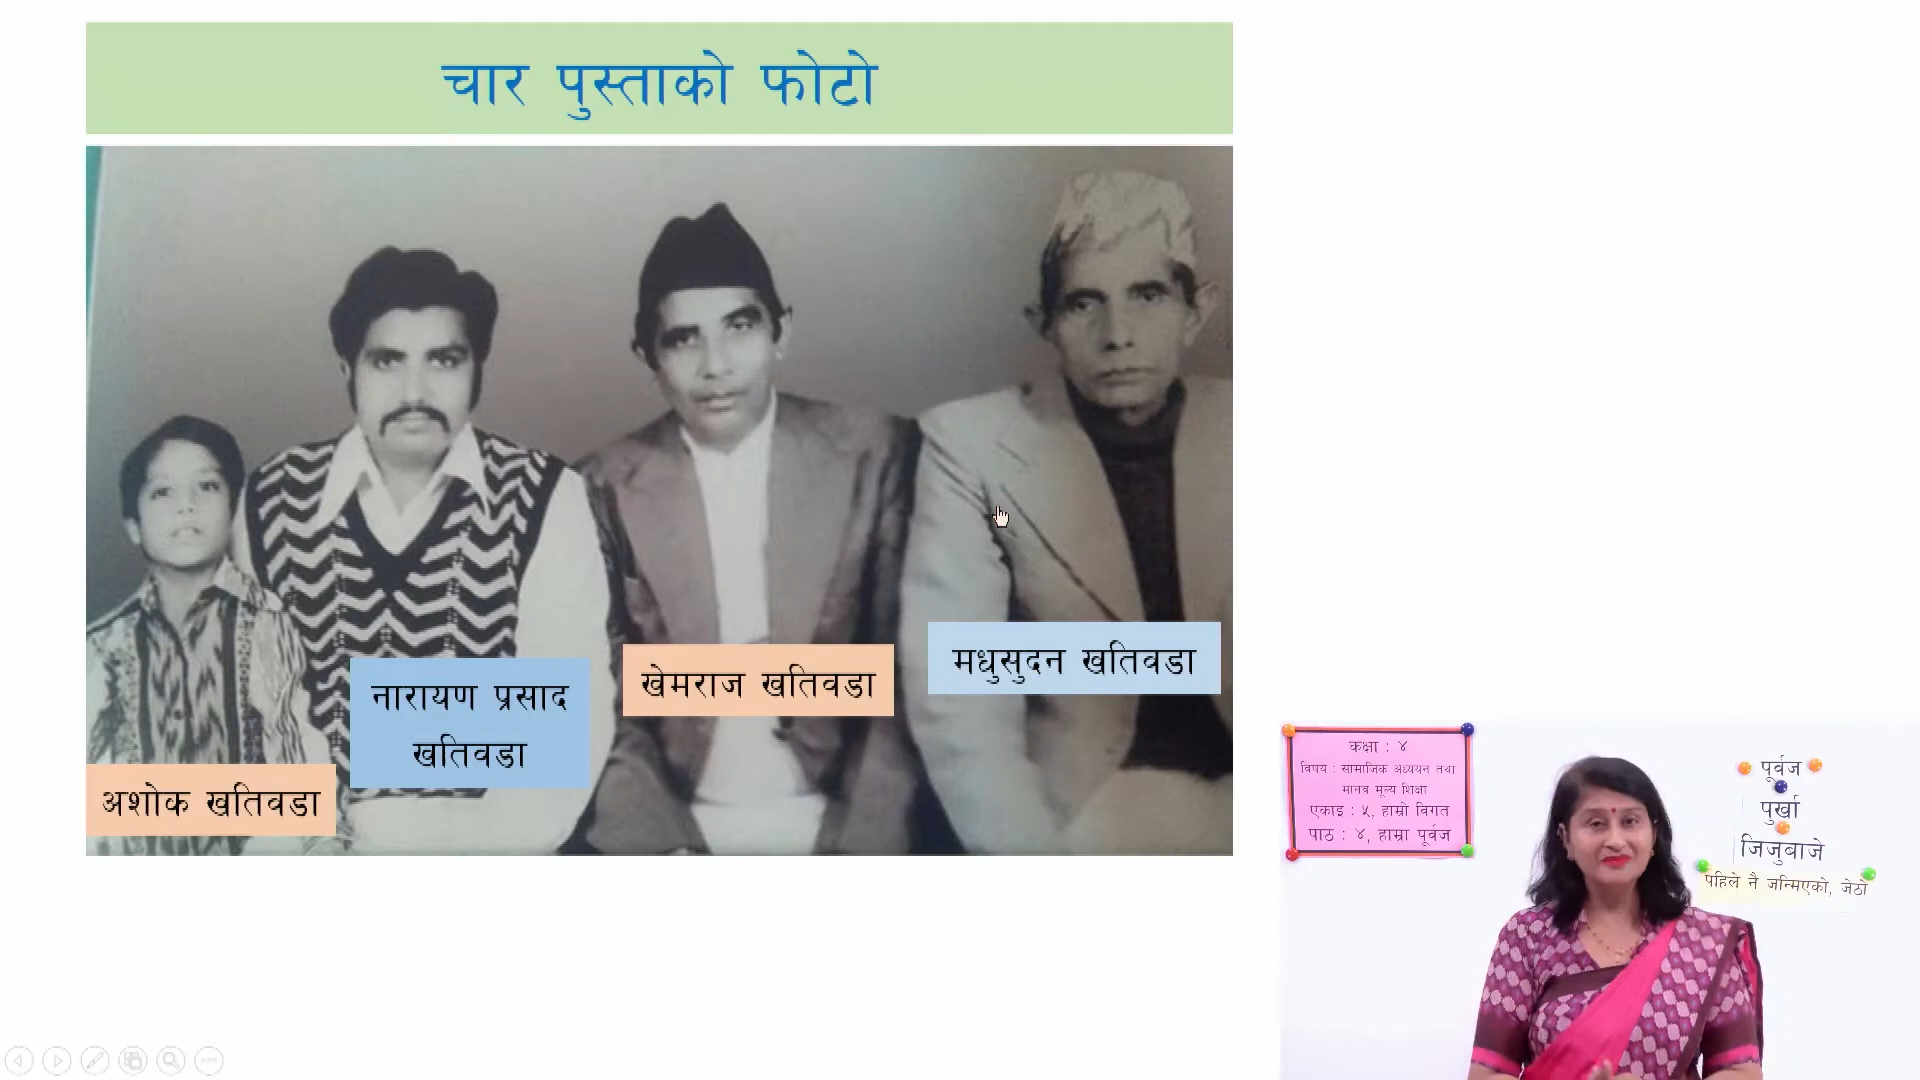 चार पुस्ताको फोटो
मधुसुदन खतिवडा
खेमराज खतिवडा
नारायण प्रसाद
खतिवडा
अशोक खतिवडा
कक्षा : ४
विषय : सामाजिक अध्ययन तथा
मानव मूल्य शिक्षा
एकाइ : ५, हाम्रो विगत
पाठ : ४, हाम्रा पूर्वज
पूर्वज
पुर्खा
जिजुबाजे
पहिले नै जन्मिएको, जेठो